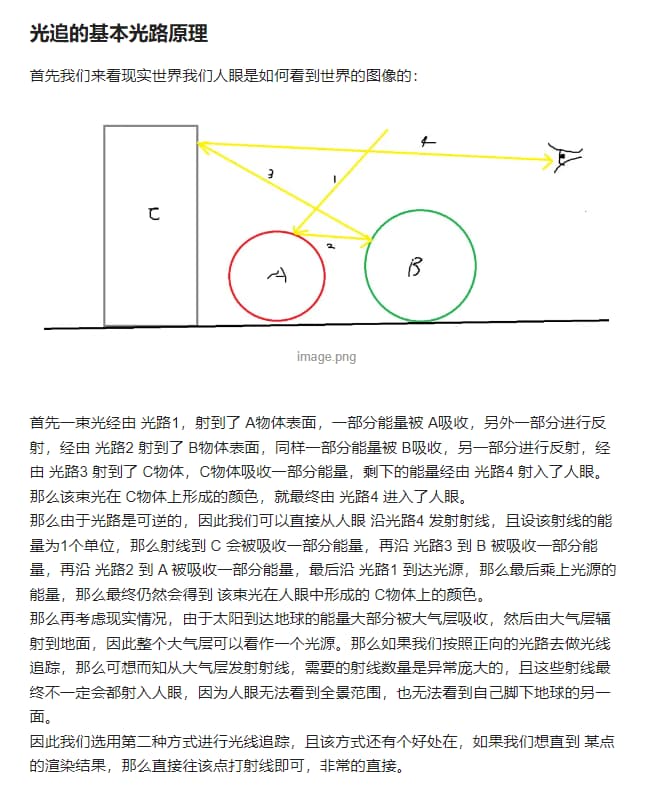 光追的基本光路原理
首先我们来看现实世界我们人眼是如何看到世界的图像的：
4
3
1
C
2
A
B
image.png
首先一束光经由 光路1，射到了 A物体表面，一部分能量被 A吸收，另外一部分进行反
射，经由 光路2 射到了 B物体表面，同样一部分能量被 B吸收，另一部分进行反射，经
由 光路3 射到了 C物体，C物体吸收一部分能量，剩下的能量经由 光路4 射入了人眼。
那么该束光在 C物体上形成的颜色，就最终由 光路4 进入了人眼。
那么由于光路是可逆的，因此我们可以直接从人眼 沿光路4 发射射线，且设该射线的能
量为1个单位，那么射线到 C 会被吸收一部分能量，再沿 光路3 到 B 被吸收一部分能
量，再沿 光路2 到 A 被吸收一部分能量，最后沿 光路1 到达光源，那么最后乘上光源的
能量，那么最终仍然会得到 该束光在人眼中形成的 C物体上的颜色。
那么再考虑现实情况，由于太阳到达地球的能量大部分被大气层吸收，然后由大气层辐
射到地面，因此整个大气层可以看作一个光源。那么如果我们按照正向的光路去做光线
追踪，那么可想而知从大气层发射射线，需要的射线数量是异常庞大的，且这些射线最
终不一定会都射入人眼，因为人眼无法看到全景范围，也无法看到自己脚下地球的另一
面。
因此我们选用第二种方式进行光线追踪，且该方式还有个好处在，如果我们想直到 某点
的渲染结果，那么直接往该点打射线即可，非常的直接。